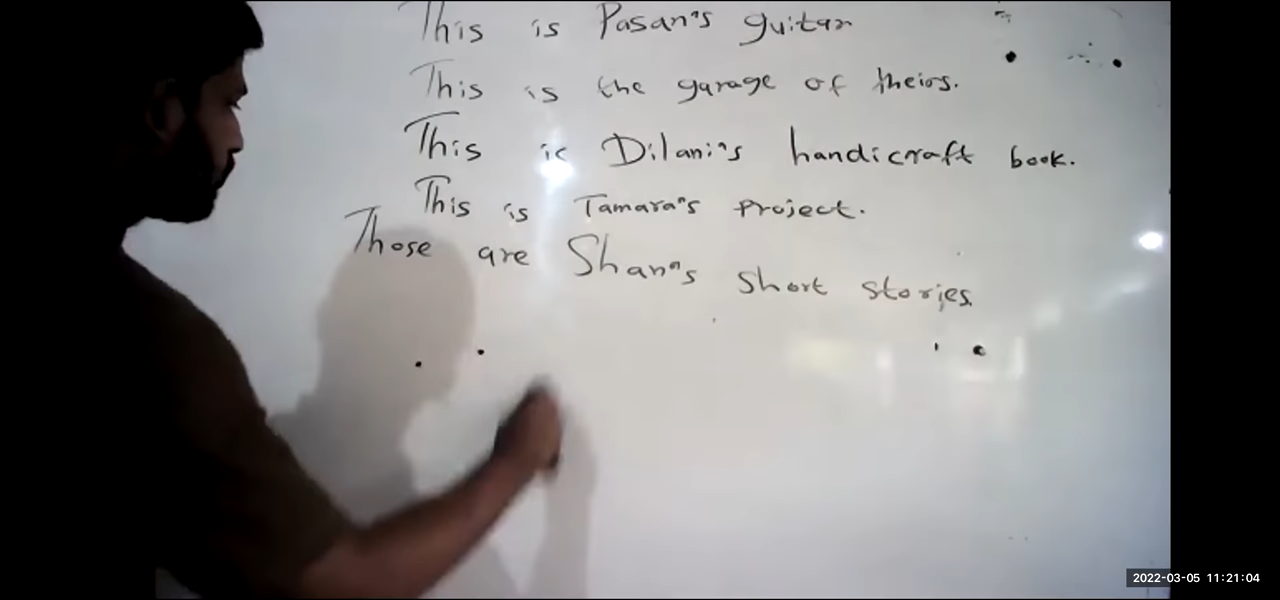 This is Pasan's guitar
This is the garage of theirs.
This is Dilani's handicraft book.
This is Tamara's Project.
Those are Shan's short stories.
2022-03-05 11:21:04